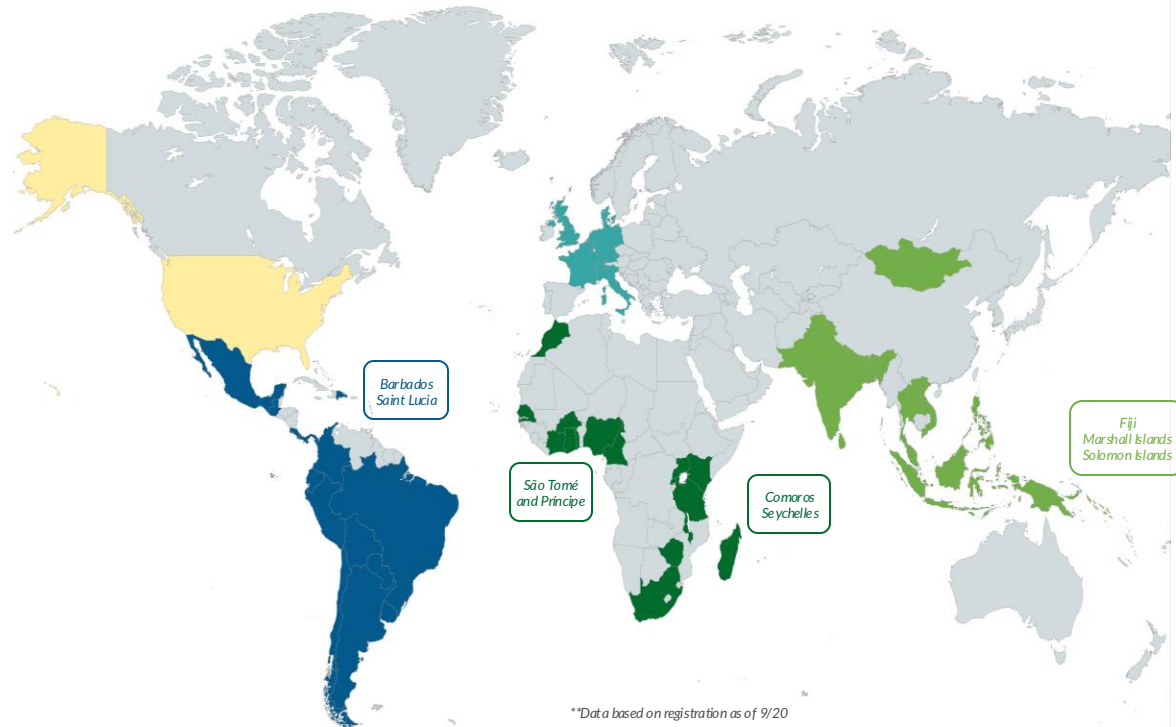 Barbados
Saint Lucia
Fiji
Marshall Islands
Solomon Islands
São Tomé
and Príncipe
Comoros
Seychelles
**Data based on registration as of 9/20